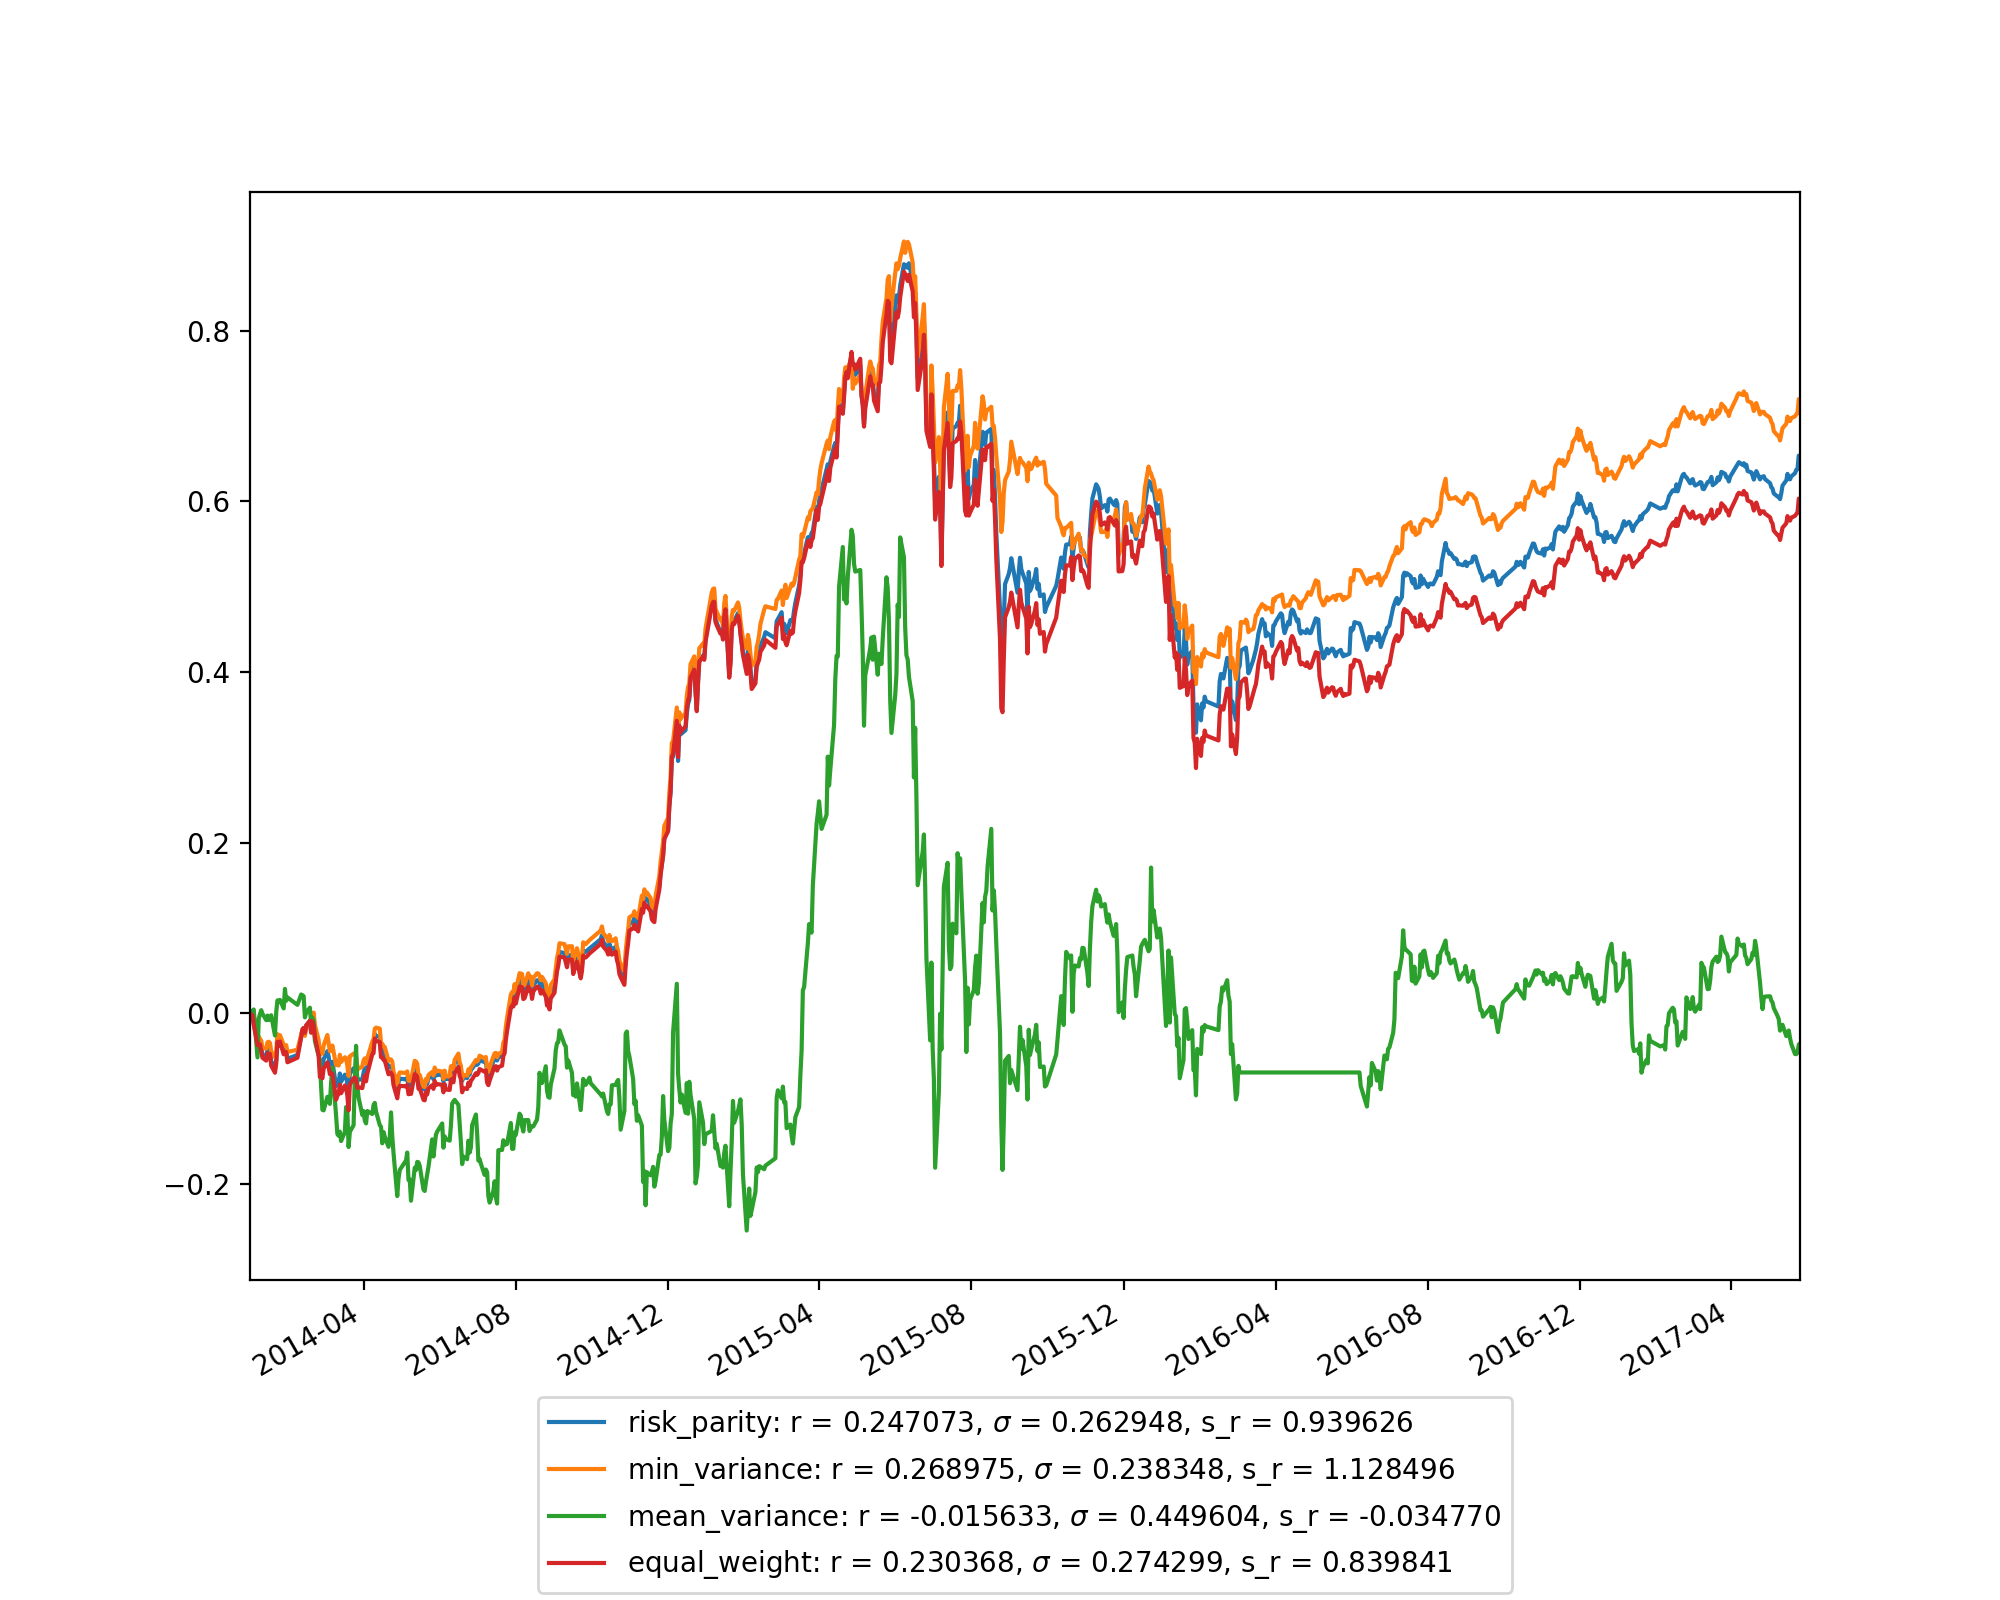 0.8
0.6
0.4
0.2
0.0
−0.2
2014-04 2014-08 2014-12 2015-04 2015-08 2015-12 2016-04 2016-08 2016-12 2017-04
risk_parity: r = 0.247073, σ = 0.262948, s_r = 0.939626
min_variance: r = 0.268975, σ = 0.238348, s_r = 1.128496
mean_variance: r = -0.015633, σ = 0.449604, s_r = -0.034770
equal_weight: r = 0.230368, σ = 0.274299, s_r = 0.839841